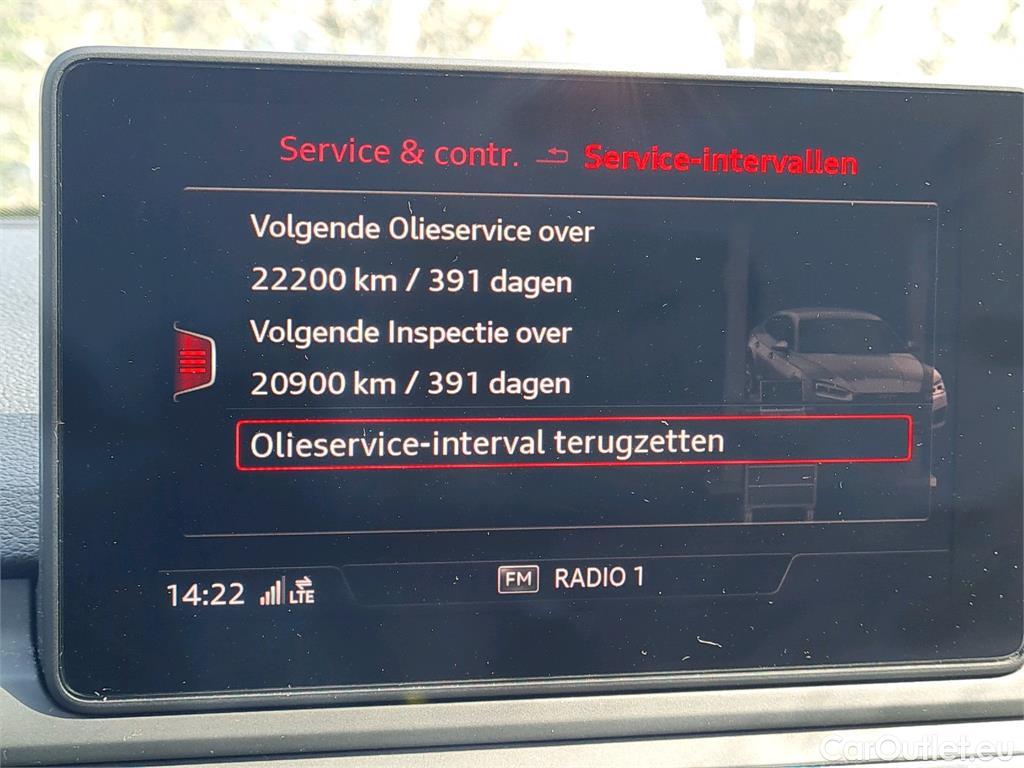 Service & contr. Service-intervallen
Volgende Olieservice over
22200 km / 391 dagen
Volgende Inspectie over
20900 km / 391 dagen
Olieservice-interval terugzetten
14:22 LTE FM RADIO 1
CarOutlet.eu